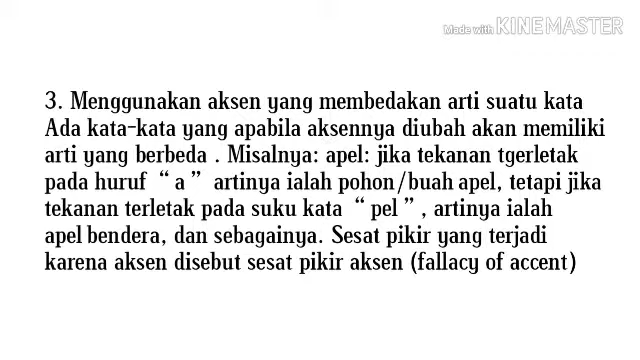 Made with KINEMASTER
3. Menggunakan aksen yang membedakan arti suatu kata
Ada kata-kata yang apabila aksennya diubah akan memiliki
arti yang berbeda . Misalnya: apel: jika tekanan tgerletak
pada huruf “ a ” artinya ialah pohon/buah apel, tetapi jika
tekanan terletak pada suku kata “ pel ” , artinya ialah
apel bendera, dan sebagainya. Sesat pikir yang terjadi
karena aksen disebut sesat pikir aksen (fallacy of accent)